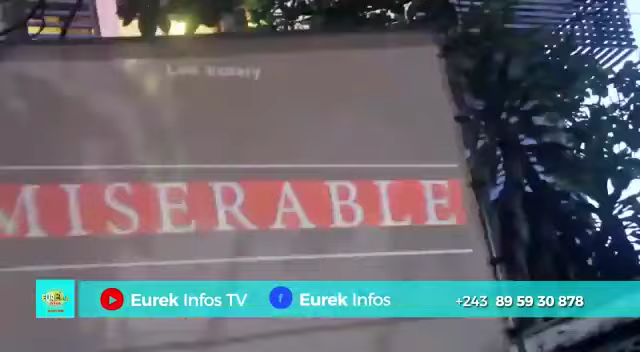 MISERABLE
Eurek Infos TV
Eurek Infos
+243 89 59 30 878